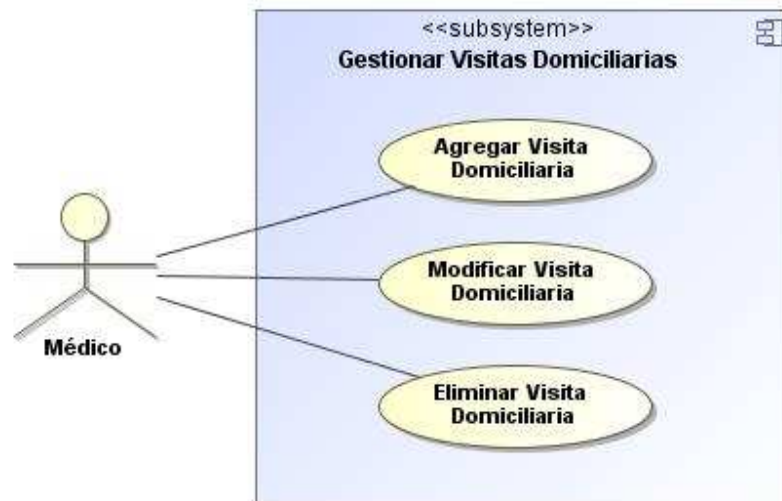 <<subsystem>>
Gestionar Visitas Domiciliarias
Agregar Visita
Domiciliaria
Modificar Visita
Domiciliaria
Médico
Eliminar Visita
Domiciliaria